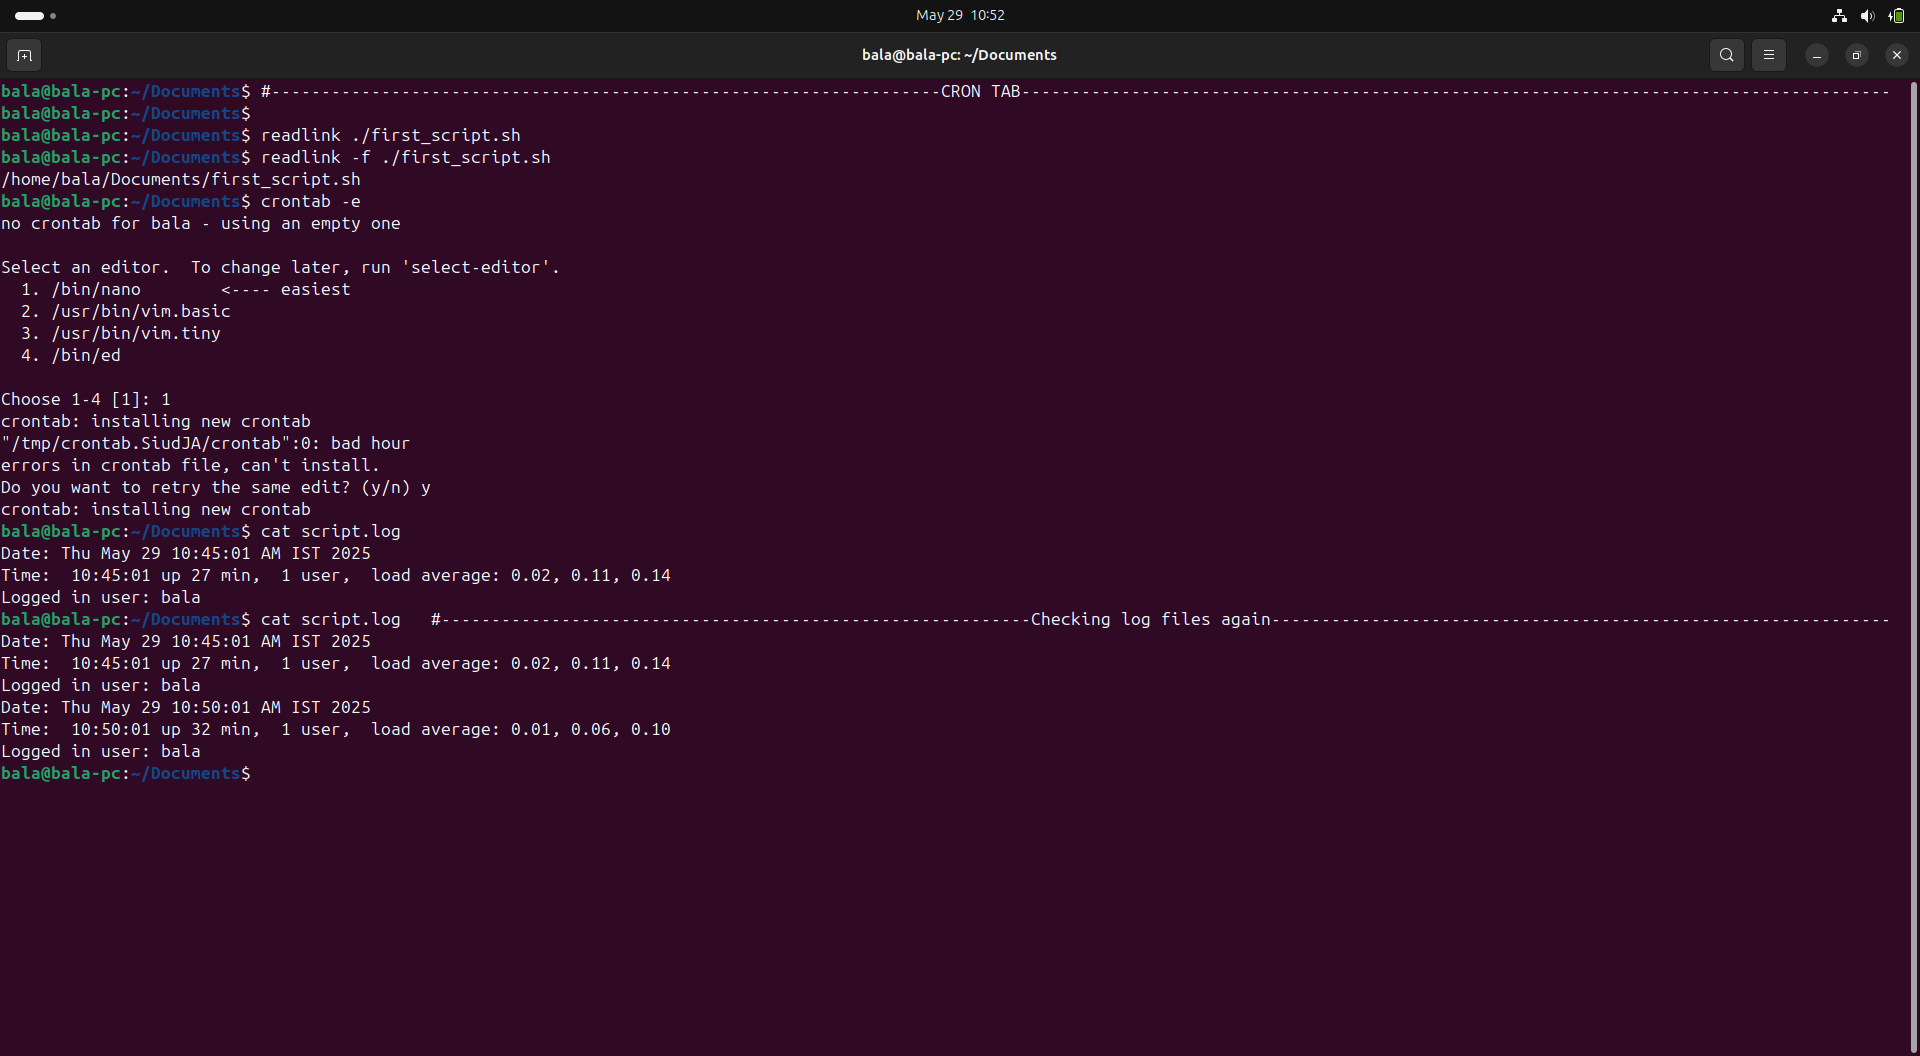 May 29 10:52
bala@bala-pc: ~/Documents
bala@bala-pc:~/Documents$ #-------------------------------------------------------------------CRON TAB---------------------------------------------------------------------------------------
bala@bala-pc:~/Documents$
bala@bala-pc:~/Documents$ readlink ./first_script.sh
bala@bala-pc:~/Documents$ readlink -f ./first_script.sh
/home/bala/Documents/first_script.sh
bala@bala-pc:~/Documents$ crontab -e
no crontab for bala - using an empty one
Select an editor.  To change later, run 'select-editor'.
  1. /bin/nano        <---- easiest
  2. /usr/bin/vim.basic
  3. /usr/bin/vim.tiny
  4. /bin/ed
Choose 1-4 [1]: 1
crontab: installing new crontab
"/tmp/crontab.SiudJA/crontab":0: bad hour
errors in crontab file, can't install.
Do you want to retry the same edit? (y/n) y
crontab: installing new crontab
bala@bala-pc:~/Documents$ cat script.log
Date: Thu May 29 10:45:01 AM IST 2025
Time:  10:45:01 up 27 min,  1 user,  load average: 0.02, 0.11, 0.14
Logged in user: bala
bala@bala-pc:~/Documents$ cat script.log   #-----------------------------------------------------------Checking log files again--------------------------------------------------------------
Date: Thu May 29 10:45:01 AM IST 2025
Time:  10:45:01 up 27 min,  1 user,  load average: 0.02, 0.11, 0.14
Logged in user: bala
Date: Thu May 29 10:50:01 AM IST 2025
Time:  10:50:01 up 32 min,  1 user,  load average: 0.01, 0.06, 0.10
Logged in user: bala
bala@bala-pc:~/Documents$